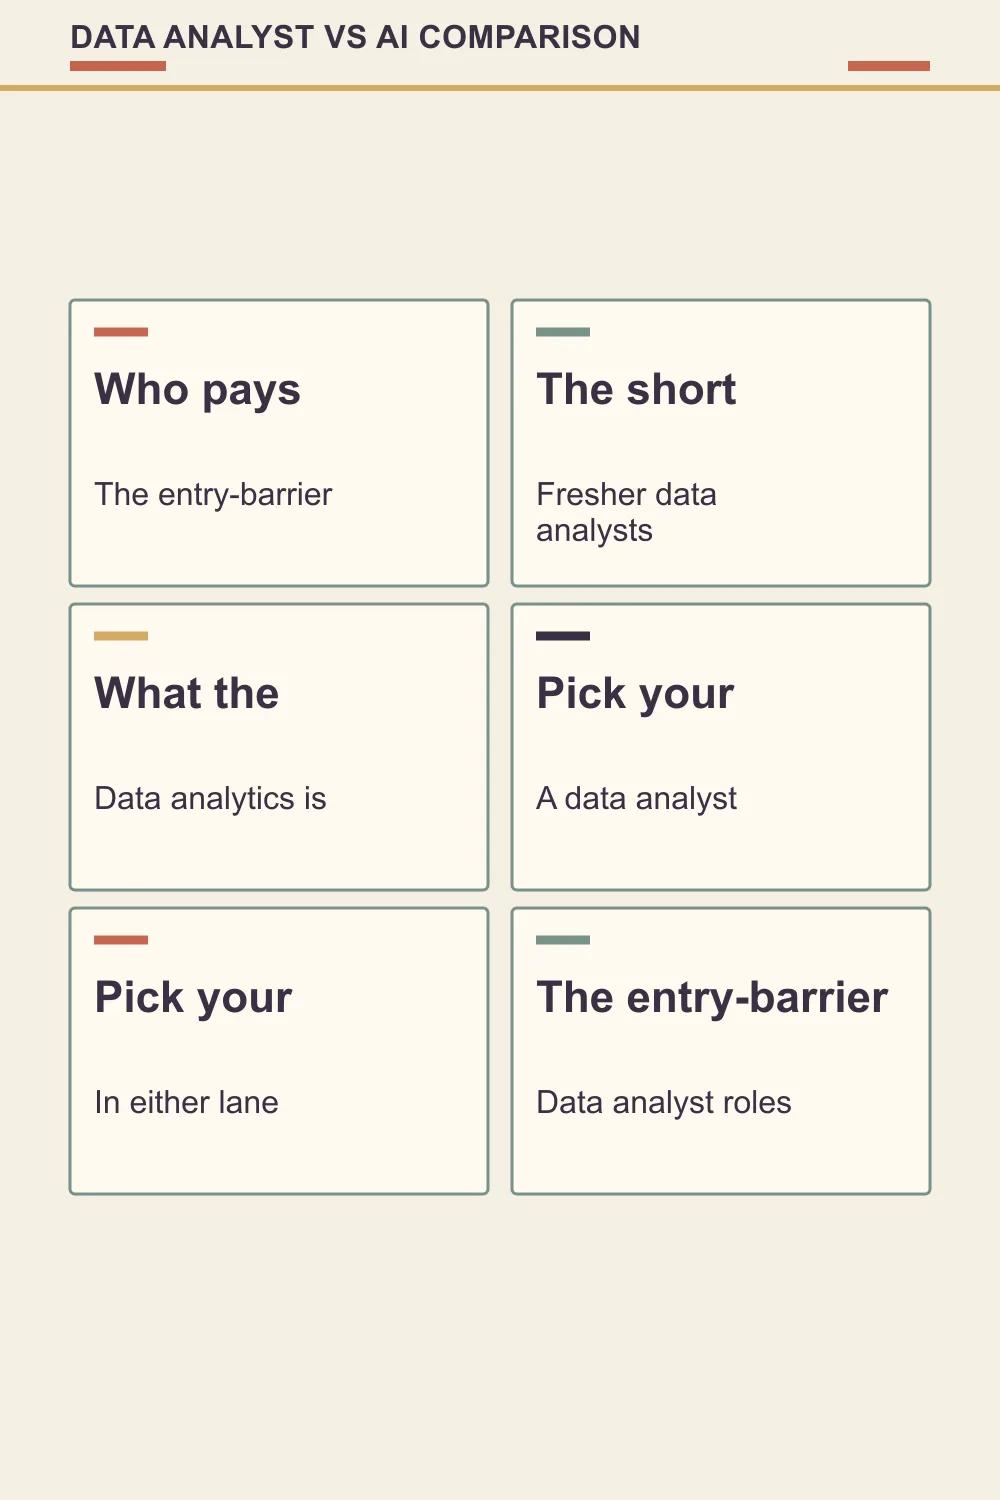 DATA ANALYST VS AI COMPARISON
Who pays
The entry-barrier
The short
Fresher data
analysts
What the
Data analytics is
Pick your
A data analyst
Pick your
In either lane
The entry-barrier
Data analyst roles